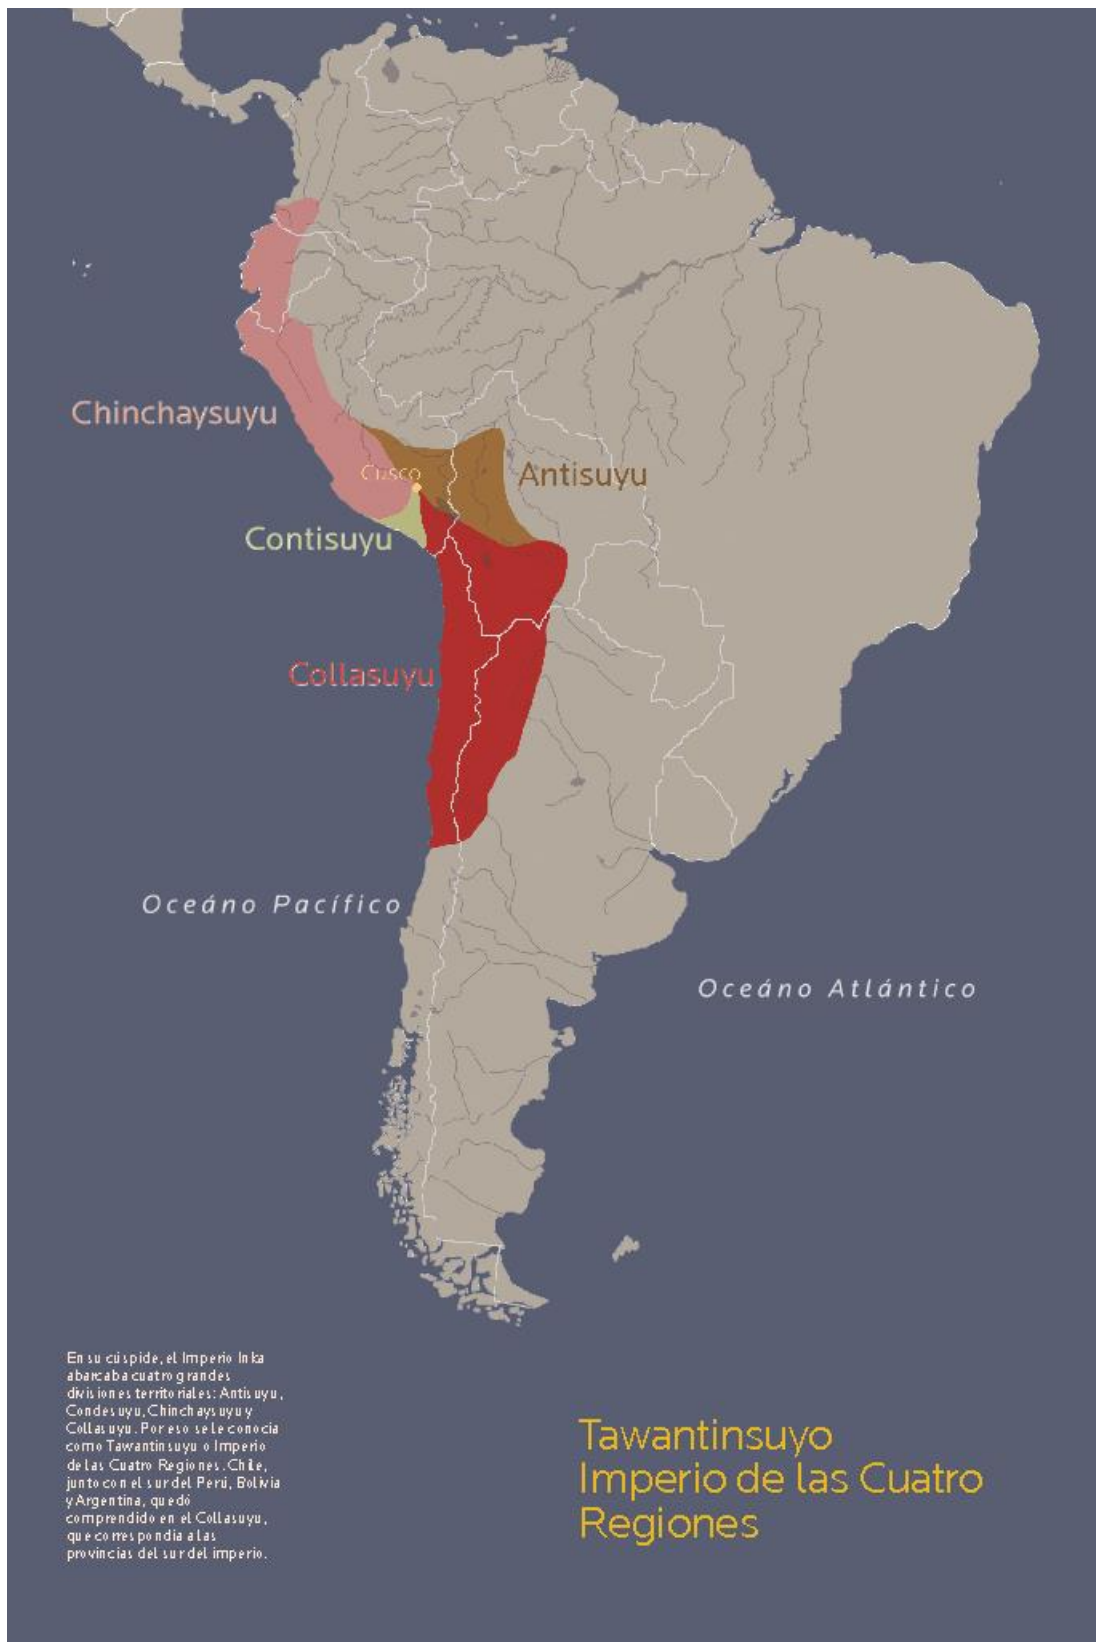 Chinchaysuyu
Cusco
Antisuyu
Contisuyu
Collasuyu
Oceáno Pacífico
Oceáno Atlántico
En su cúspide, el Imperio Inka
abarcaba cuatro grandes
divisiones territoriales: Antisuyu,
Condesuyu, Chinchaysuyu y
Collasuyu. Por eso se le conocía
como Tawantinsuyu o Imperio
de las Cuatro Regiones. Chile,
junto con el sur del Perú, Bolivia
y Argentina, quedó
comprendido en el Collasuyu,
que correspondía a las
provincias del sur del imperio.
Tawantinsuyo
Imperio de las Cuatro
Regiones